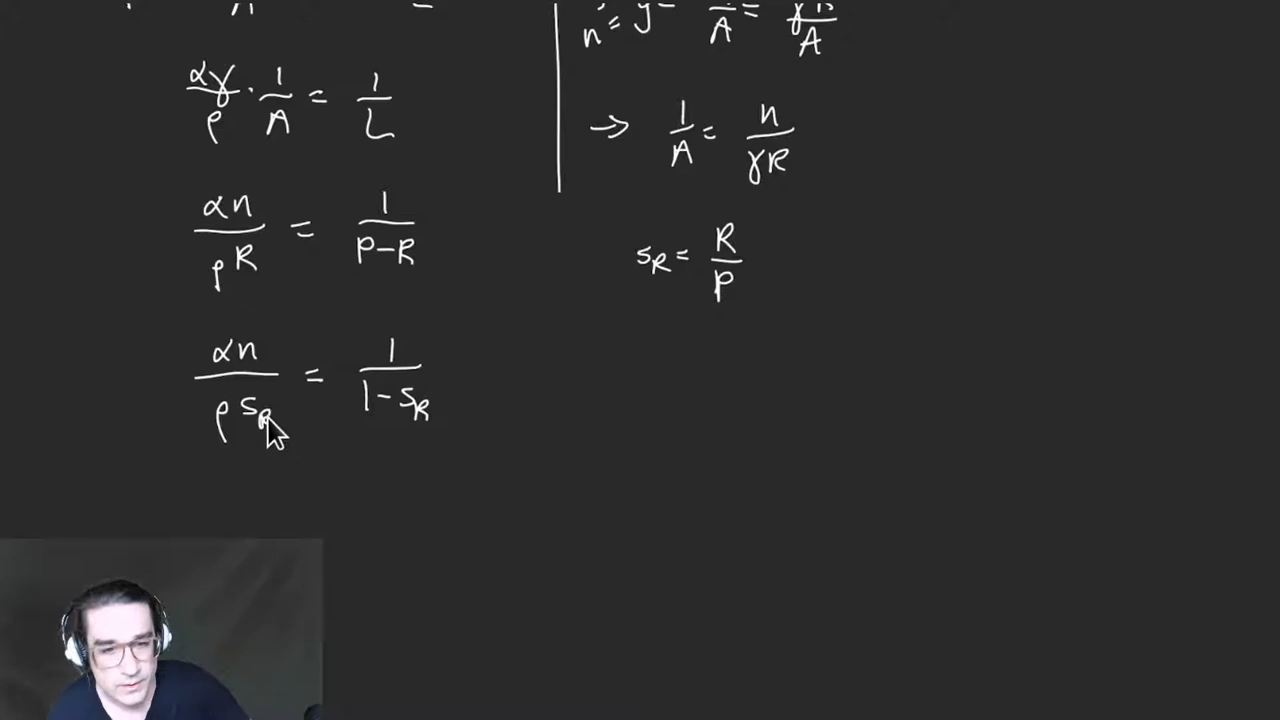 αγ/ρ · 1/A = 1/L
αn/ρR = 1/(P-R)
αn/ρs_R = 1/(1-s_R)
→ 1/A = n/γR
s_R = R/P